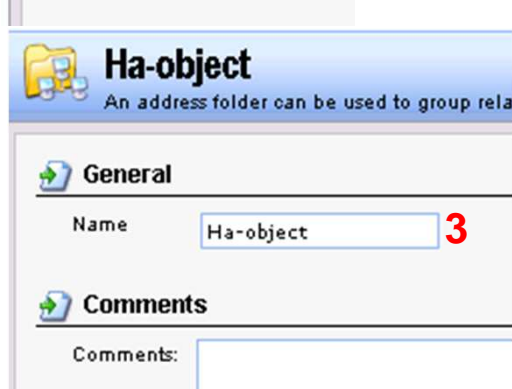 Ha-object
An address folder can be used to group rela
General
Name
Ha-object
3
Comments
Comments: